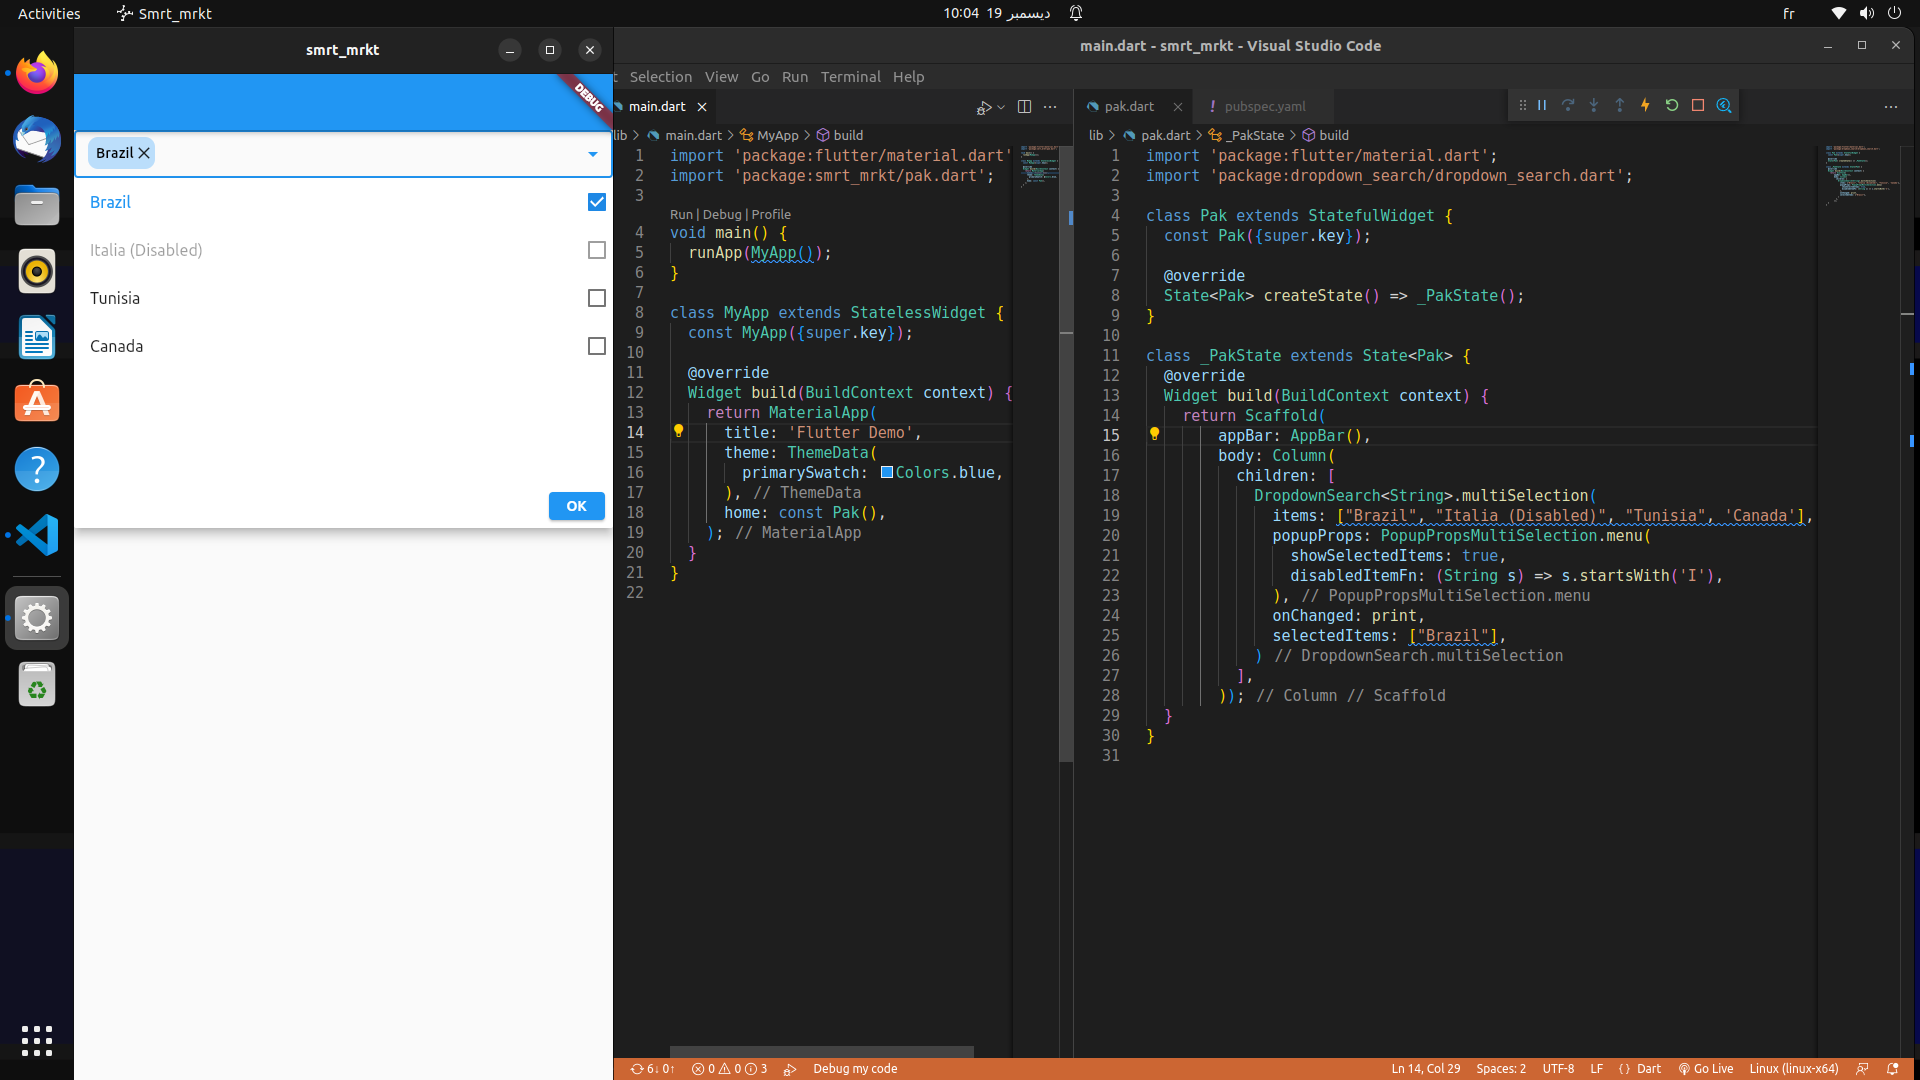 Activities
Smrt_mrkt
10:04 19 ديسمبر
fr
smrt_mrkt
DEBUG
Brazil
Brazil
Italia (Disabled)
Tunisia
Canada
OK
main.dart - smrt_mrkt - Visual Studio Code
Selection View Go Run Terminal Help
main.dart
lib > main.dart > MyApp > build
1 import 'package:flutter/material.dart'
2 import 'package:smrt_mrkt/pak.dart';
3
Run | Debug | Profile
4 void main() {
5 runApp(MyApp());
6 }
7
8 class MyApp extends StatelessWidget {
9 const MyApp({super.key});
10
11 @override
12 Widget build(BuildContext context) {
13 return MaterialApp(
14 title: 'Flutter Demo',
15 theme: ThemeData(
16 primarySwatch: Colors.blue,
17 ), // ThemeData
18 home: const Pak(),
19 ); // MaterialApp
20 }
21 }
22
pak.dart
! pubspec.yaml
lib > pak.dart > _PakState > build
1 import 'package:flutter/material.dart';
2 import 'package:dropdown_search/dropdown_search.dart';
3
4 class Pak extends StatefulWidget {
5 const Pak({super.key});
6
7 @override
8 State<Pak> createState() => _PakState();
9 }
10
11 class _PakState extends State<Pak> {
12 @override
13 Widget build(BuildContext context) {
14 return Scaffold(
15 appBar: AppBar(),
16 body: Column(
17 children: [
18 DropdownSearch<String>.multiSelection(
19 items: ["Brazil", "Italia (Disabled)", "Tunisia", 'Canada'],
20 popupProps: PopupPropsMultiSelection.menu(
21 showSelectedItems: true,
22 disabledItemFn: (String s) => s.startsWith('I'),
23 ), // PopupPropsMultiSelection.menu
24 onChanged: print,
25 selectedItems: ["Brazil"],
26 ) // DropdownSearch.multiSelection
27 ],
28 )); // Column // Scaffold
29 }
30 }
31
6↓ 0↑ 0 0 3 Debug my code
Ln 14, Col 29 Spaces: 2 UTF-8 LF {} Dart Go Live Linux (linux-x64)